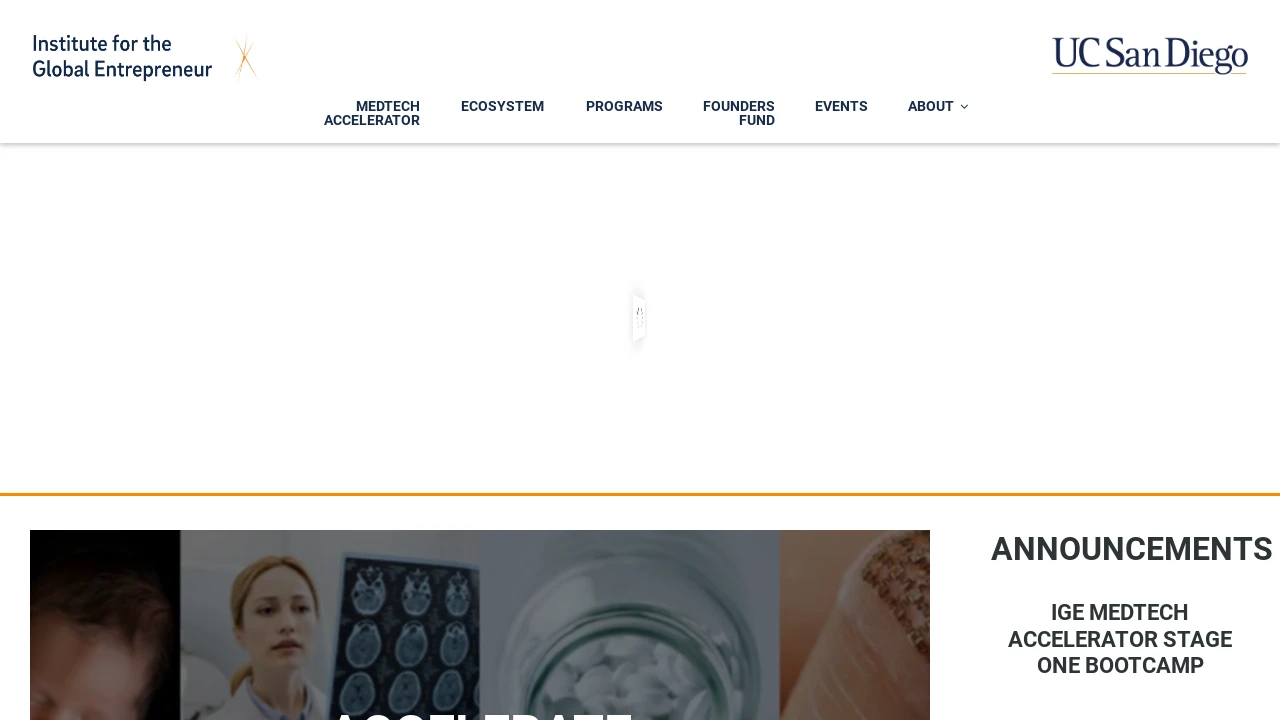 Institute for the
Global Entrepreneur
UC San Diego
MEDTECH
ACCELERATOR
ECOSYSTEM
PROGRAMS
FOUNDERS
FUND
EVENTS
ABOUT
ANNOUNCEMENTS
IGE MEDTECH
ACCELERATOR STAGE
ONE BOOTCAMP
ACCELERATE